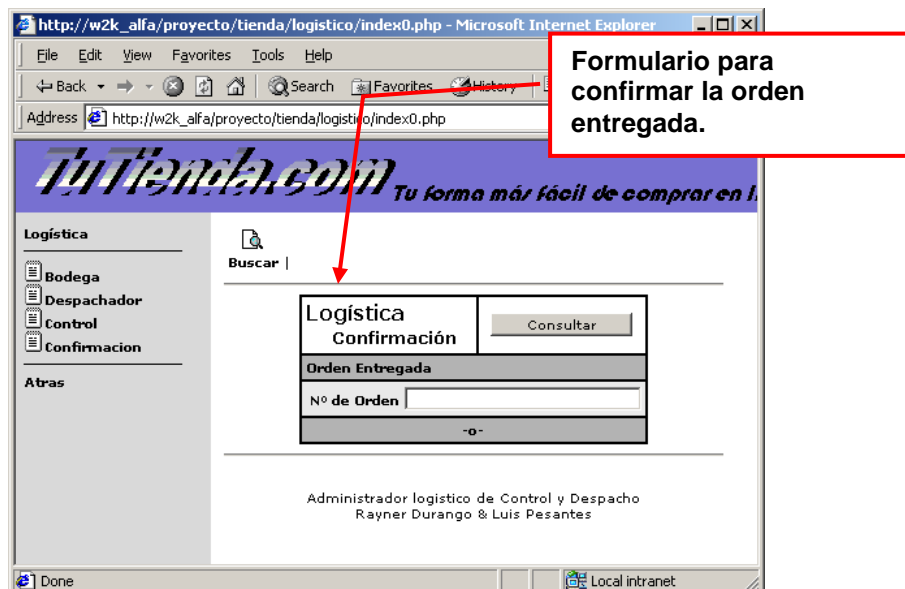 http://w2k_alfa/proyecto/tienda/logistico/index0.php - Microsoft Internet Explorer
File Edit View Favorites Tools Help
Back Search Favorites History
Address http://w2k_alfa/proyecto/tienda/logistico/index0.php
Formulario para
confirmar la orden
entregada.
TuTienda.com
Tu forma más fácil de comprar en
Logística
Bodega
Despachador
Control
Confirmacion
Atras
Buscar |
Logística
Confirmación
Consultar
Orden Entregada
Nº de Orden
-o-
Administrador logistico de Control y Despacho
Rayner Durango & Luis Pesantes
Done
Local intranet